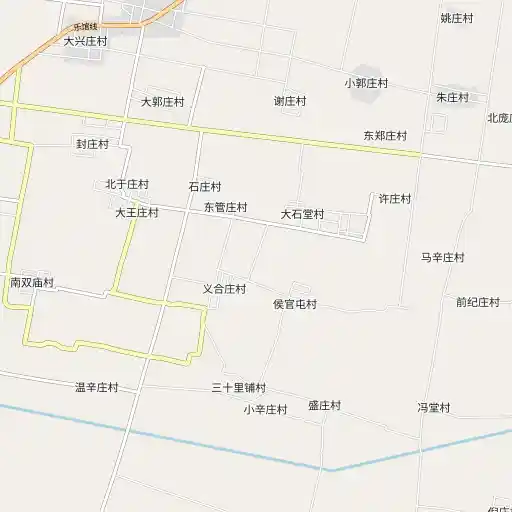 姚庄村
乐馆线
大兴庄村
小郭庄村
大郭庄村
谢庄村
朱庄村
北庞
东郑庄村
封庄村
北于庄村
石庄村
许庄村
大王庄村
东管庄村
大石堂村
马辛庄村
南双庙村
义合庄村
侯官屯村
前纪庄村
温辛庄村
三十里铺村
小辛庄村
盛庄村
冯堂村